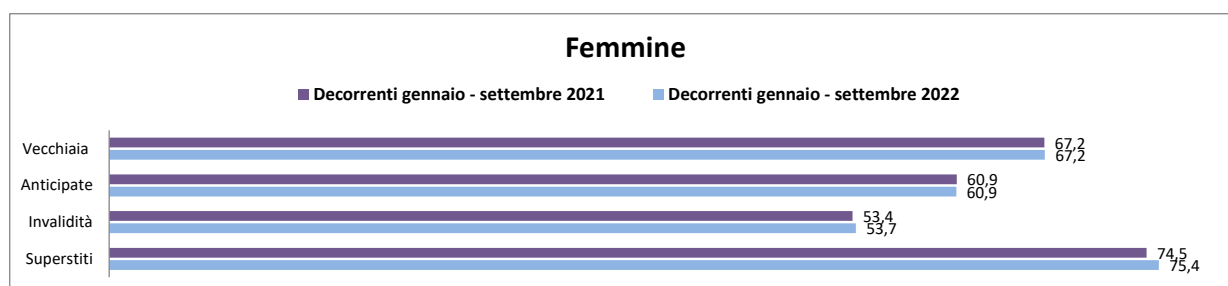 Femmine
Decorrenti gennaio - settembre 2021 Decorrenti gennaio - settembre 2022
Vecchiaia 67,2
67,2
Anticipate 60,9
60,9
Invalidità 53,4
53,7
Superstiti 74,5
75,4